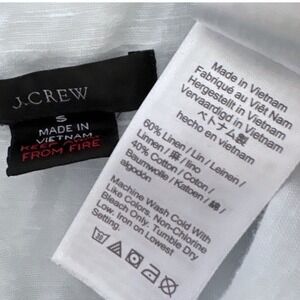 J.CREW
S
MADE IN
VIETNAM
KEEP AWAY
FROM FIRE
Made in Vietnam
Fabriqué au Viêt Nam
Hergestellt in Vietnam
Vervaardigd in Vietnam
ベトナム製
hecho en vietnam
60% Linen / Lin / Leinen /
Linnen / 麻 / lino
40% Cotton / Coton /
Baumwolle / Katoen / 綿 /
algodón
Machine Wash Cold With
Like Colors. Non-Chlorine
Bleach Only. Tumble Dry
Low. Iron on Lowest
Setting.